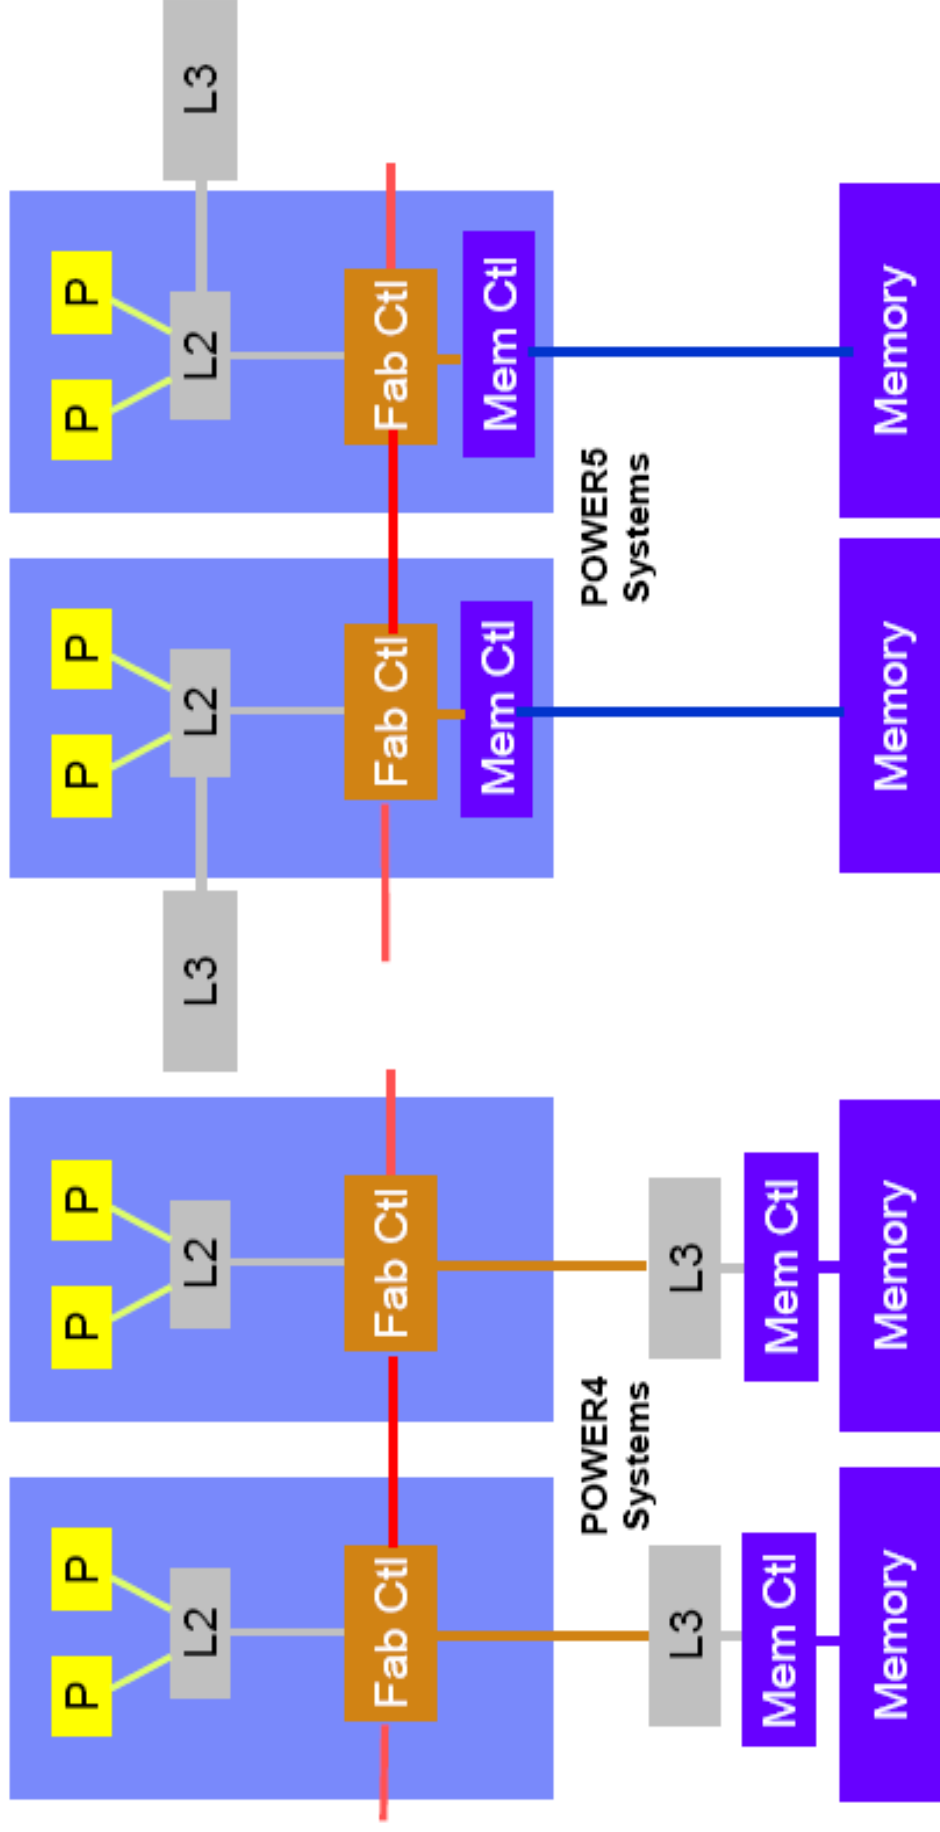 P
P
P
P
P
P
P
P
L2
L2
L3
L2
L2
L3
Fab Ctl
Fab Ctl
Fab Ctl
Fab Ctl
Mem Ctl
Mem Ctl
POWER4
Systems
POWER5
Systems
L3
L3
Mem Ctl
Mem Ctl
Memory
Memory
Memory
Memory